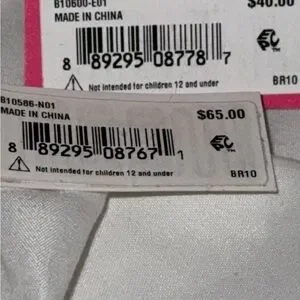 B10600-E01
$40.00
MADE IN CHINA
8 89295 08778 7
Not intended for children 12 and under
BR10
B10586-N01
MADE IN CHINA
$65.00
8 89295 08767 1
Not intended for children 12 and under
BR10